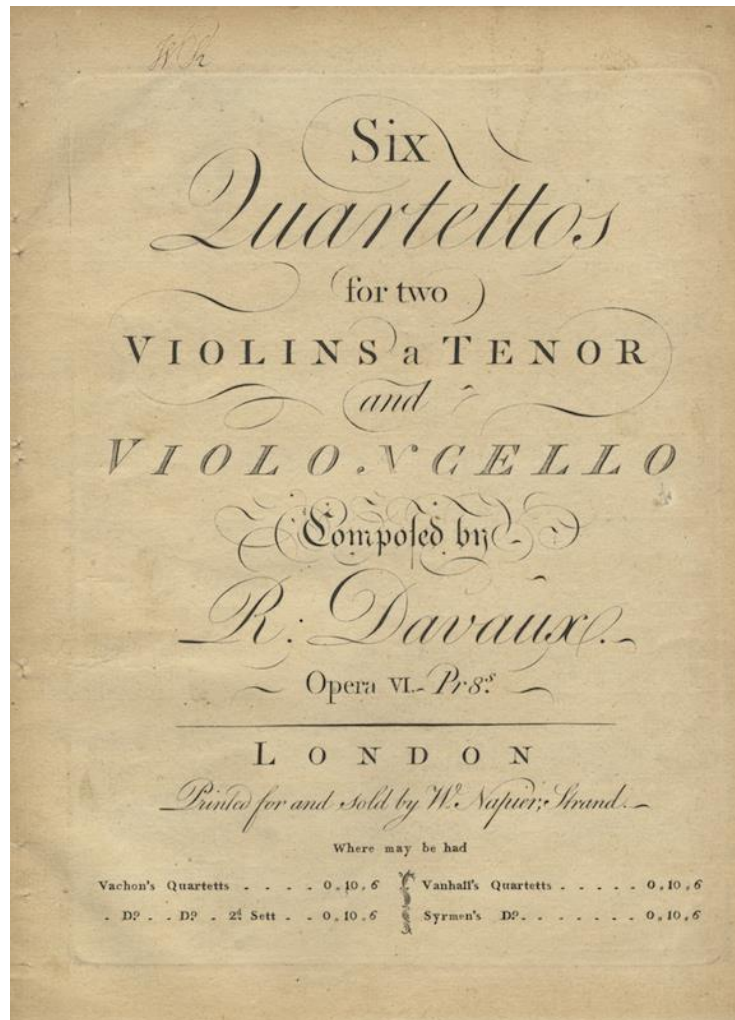 Six
Quartettos
for two
VIOLINS a TENOR
and
VIOLONCELLO
Composed by
R: Davaux.
Opera VI. Pr 8.s
LONDON
Printed for and sold by W. Napier, Strand.
Where may be had
Vachon's Quartetts - - - - 0,,10,,6
- Do. - - Do. - 2d. Sett - - 0,,10,,6
Vanhall's Quartetts - - - - - 0,,10,,6
Syrmen's Do. - - - - - - - 0,,10,,6